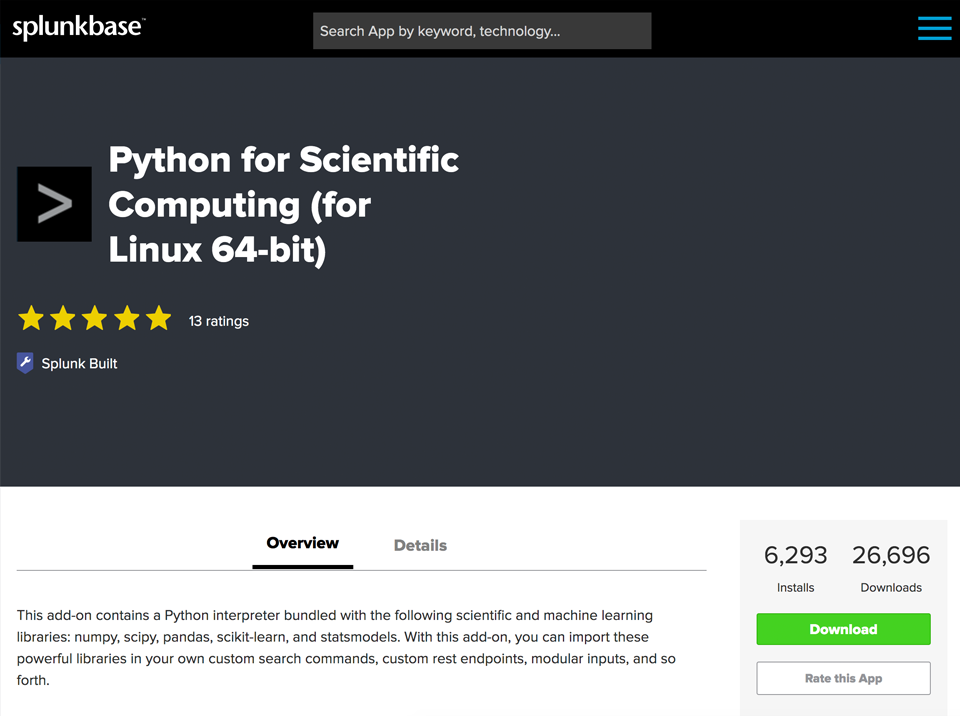 splunkbase™
Search App by keyword, technology...
Python for Scientific
Computing (for
Linux 64-bit)
13 ratings
Splunk Built
Overview
Details
This add-on contains a Python interpreter bundled with the following scientific and machine learning
libraries: numpy, scipy, pandas, scikit-learn, and statsmodels. With this add-on, you can import these
powerful libraries in your own custom search commands, custom rest endpoints, modular inputs, and so
forth.
6,293
26,696
Installs
Downloads
Download
Rate this App